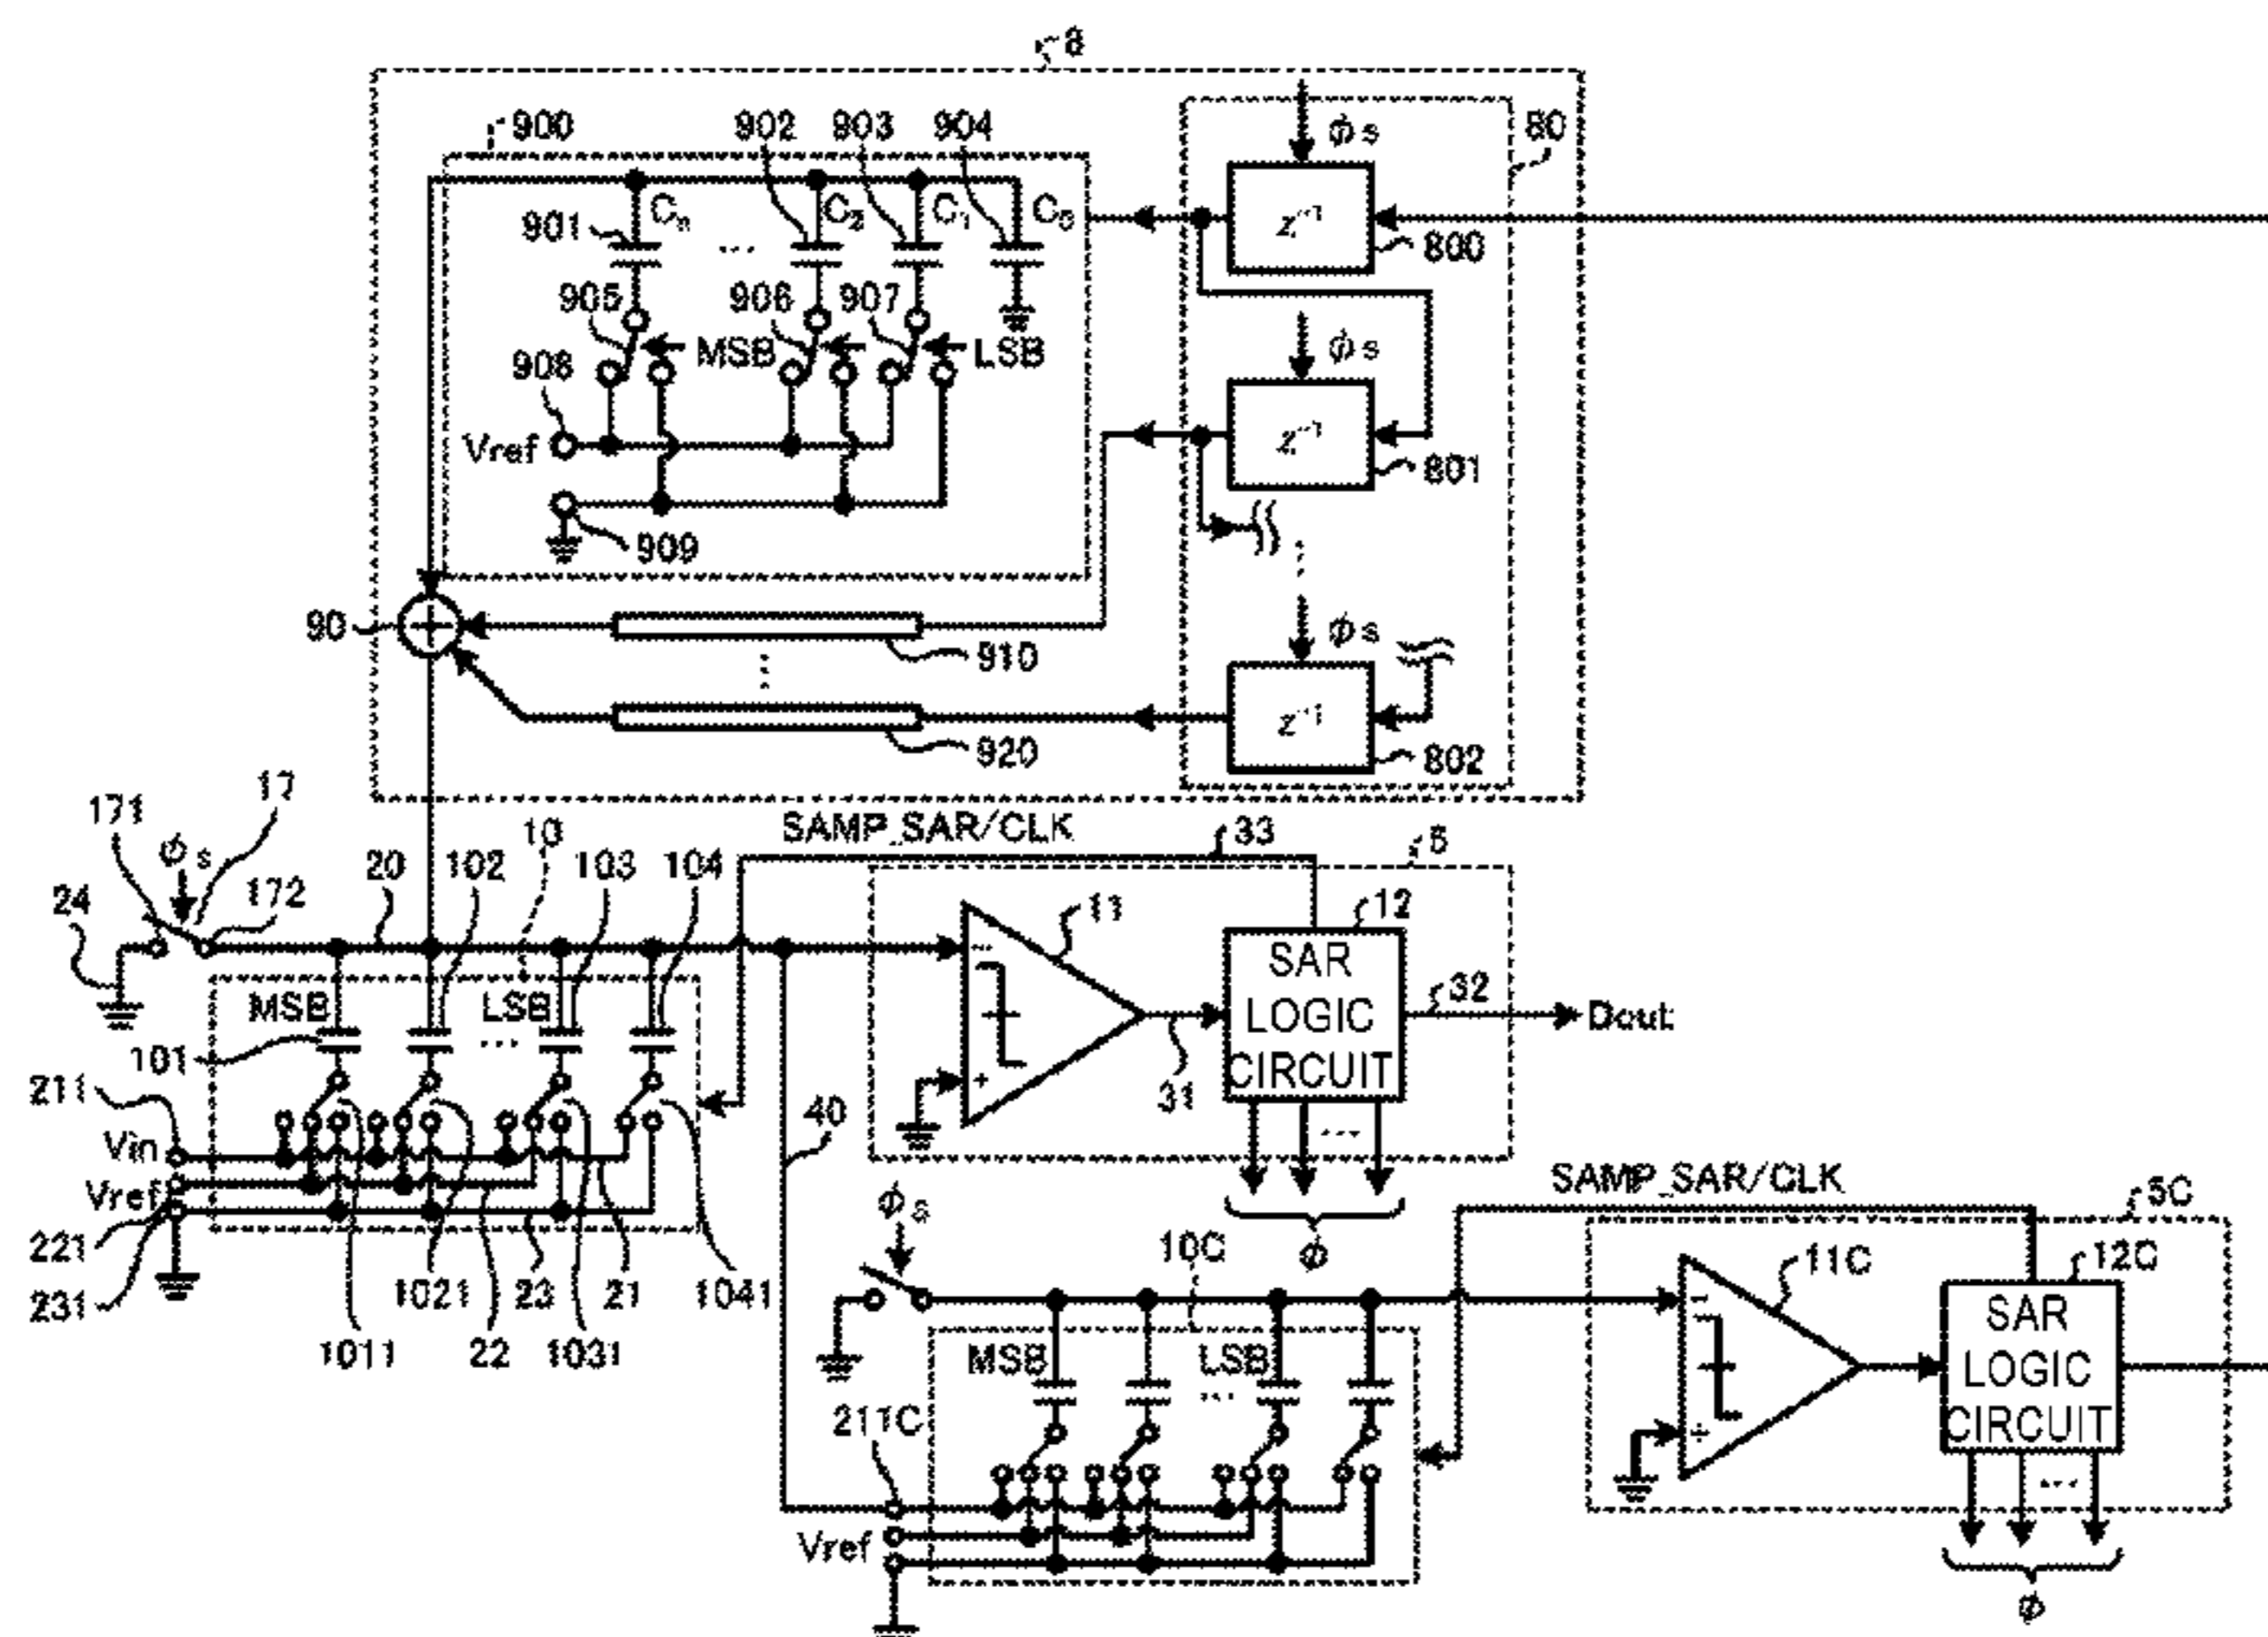 8
900
902
903
904
φs
80
Cn
C2
C1
C0
901
...
z⁻¹
800
905
906
907
φs
MSB
LSB
908
z⁻¹
Vref
801
909
90
φs
910
z⁻¹
920
802
17
171
SAMP_SAR/CLK
33
10
φs
102
103
104
20
172
24
11
12
MSB
LSB
SAR
LOGIC
CIRCUIT
32
Dout
101
...
31
211
40
Vin
Vref
...
SAMP_SAR/CLK
5C
φs
221
φ
10C
11C
12C
231
1021
23
21
1041
1011
22
1031
MSB
LSB
SAR
LOGIC
CIRCUIT
...
211C
...
Vref
φ